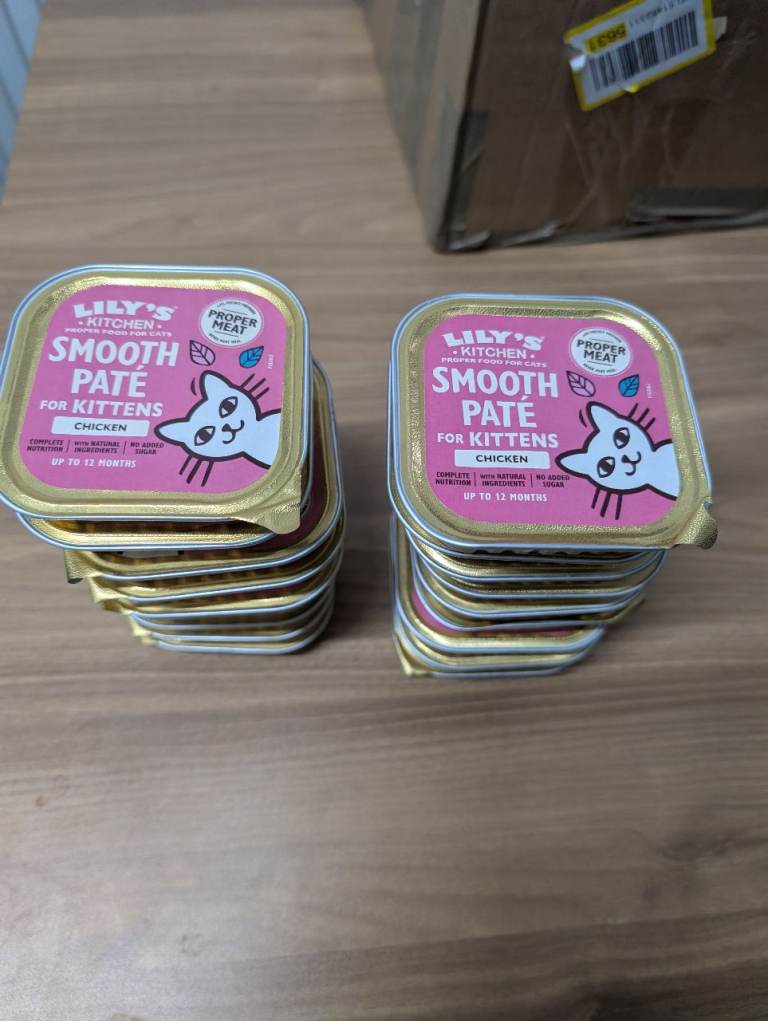 5631
LILY'S
• KITCHEN •
PROPER FOOD FOR CATS
SMOOTH
PATÉ
FOR KITTENS
CHICKEN
COMPLETE NUTRITION | WITH NATURAL INGREDIENTS | NO ADDED SUGAR
UP TO 12 MONTHS
PROPER
MEAT
LILY'S
• KITCHEN •
PROPER FOOD FOR CATS
SMOOTH
PATÉ
FOR KITTENS
CHICKEN
COMPLETE NUTRITION | WITH NATURAL INGREDIENTS | NO ADDED SUGAR
UP TO 12 MONTHS
PROPER
MEAT